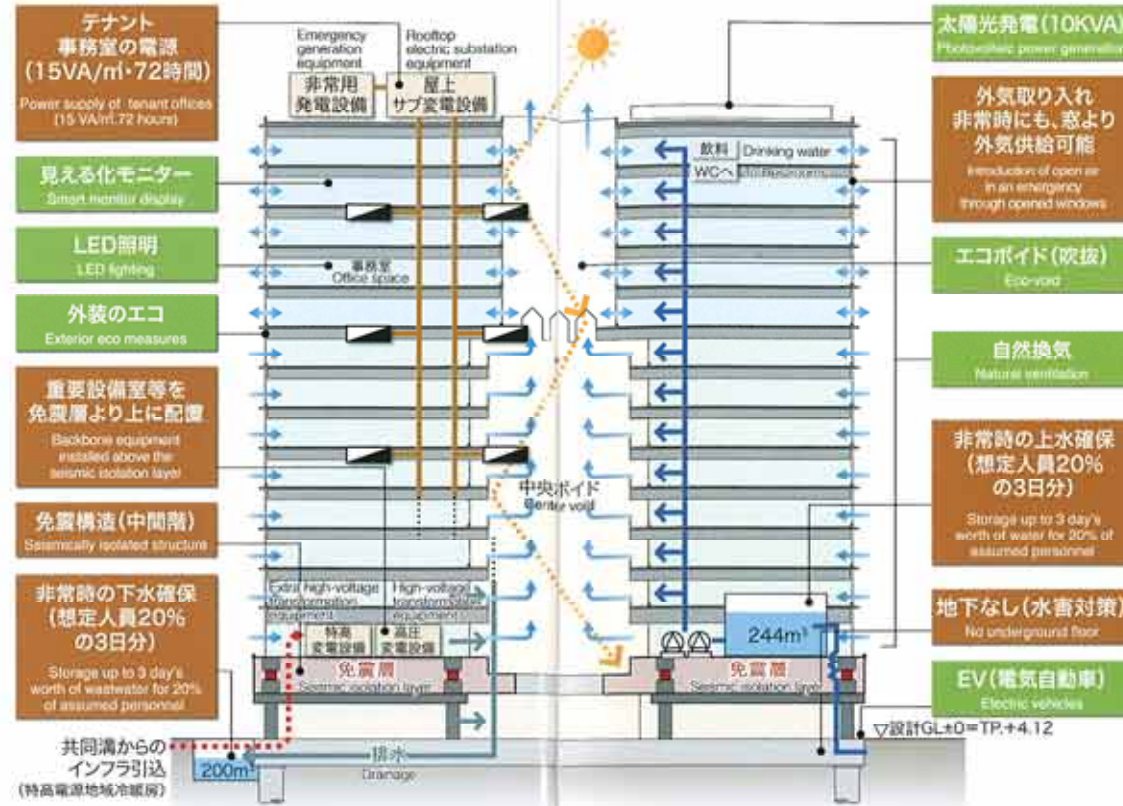 テナント
事務室の電源
(15VA/㎡・72時間)
Power supply of tenant offices
(15 VA/㎡.72 hours)
見える化モニター
Smart monitor display
LED照明
LED lighting
外装のエコ
Exterior eco measures
重要設備室等を
免震層より上に配置
Backbone equipment
installed above the
seismic isolation layer
免震構造(中間階)
Seismically isolated structure
非常時の下水確保
(想定人員20%
の3日分)
Storage up to 3 day's
worth of wastwater for 20%
of assumed personnel
共同溝からの
インフラ引込
(特高電源地域冷暖房)
200m³
Emergency
generation
equipment
非常用
発電設備
Rooftop
electric substation
equipment
屋上
サブ変電設備
事務室
Office space
中央ボイド
Center void
Extra high-voltage
transformation
equipment
特高
変電設備
High-voltage
transformation
equipment
高圧
変電設備
免震層
Seismic isolation layer
排水
Drainage
飲料
Drinking water
WCへ
244m³
免震層
Seismic isolation layer
▽設計GL±0=TP.+4.12
太陽光発電(10KVA)
Photovoltaic power generation
外気取り入れ
非常時にも、窓より
外気供給可能
Introduction of open air
in an emergency
through opened windows
エコボイド(吹抜)
Eco-void
自然換気
Natural ventilation
非常時の上水確保
(想定人員20%
の3日分)
Storage up to 3 day's
worth of water for 20% of
assumed personnel
地下なし(水害対策)
No underground floor
EV(電気自動車)
Electric vehicles